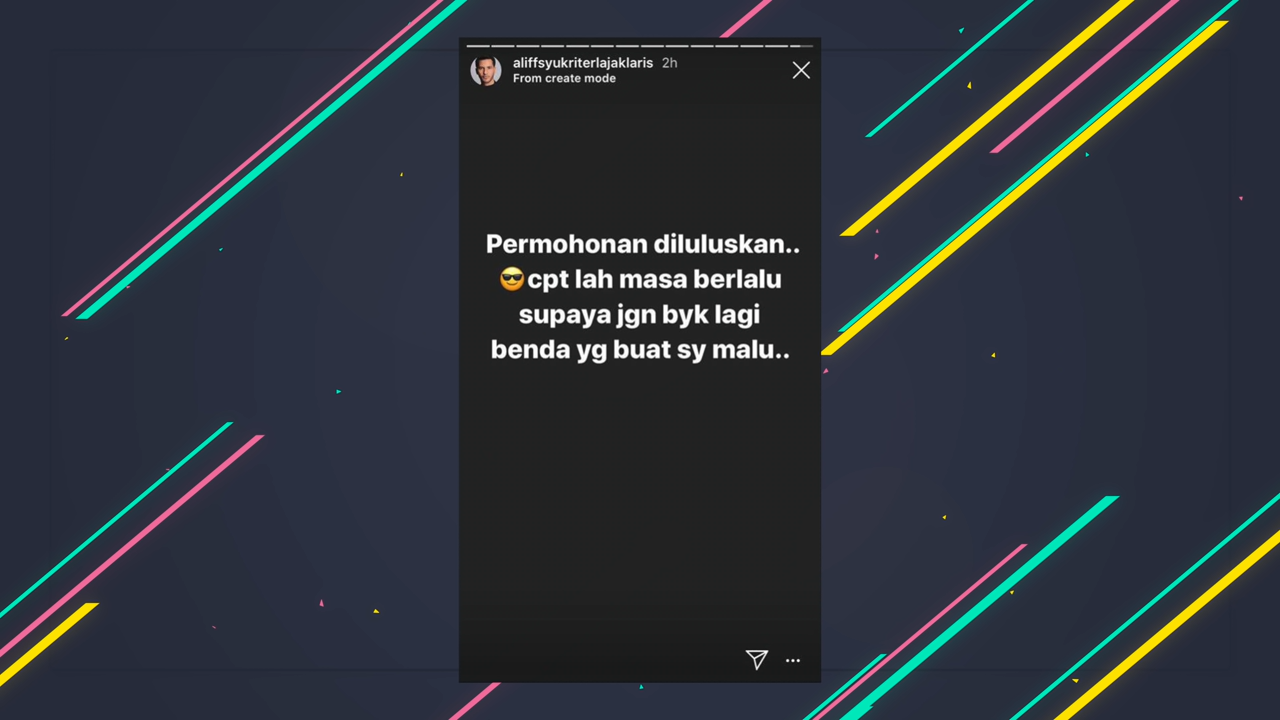 aliffsyukriterlajaklaris 2h
From create mode
Permohonan diluluskan..
😎cpt lah masa berlalu
supaya jgn byk lagi
benda yg buat sy malu..